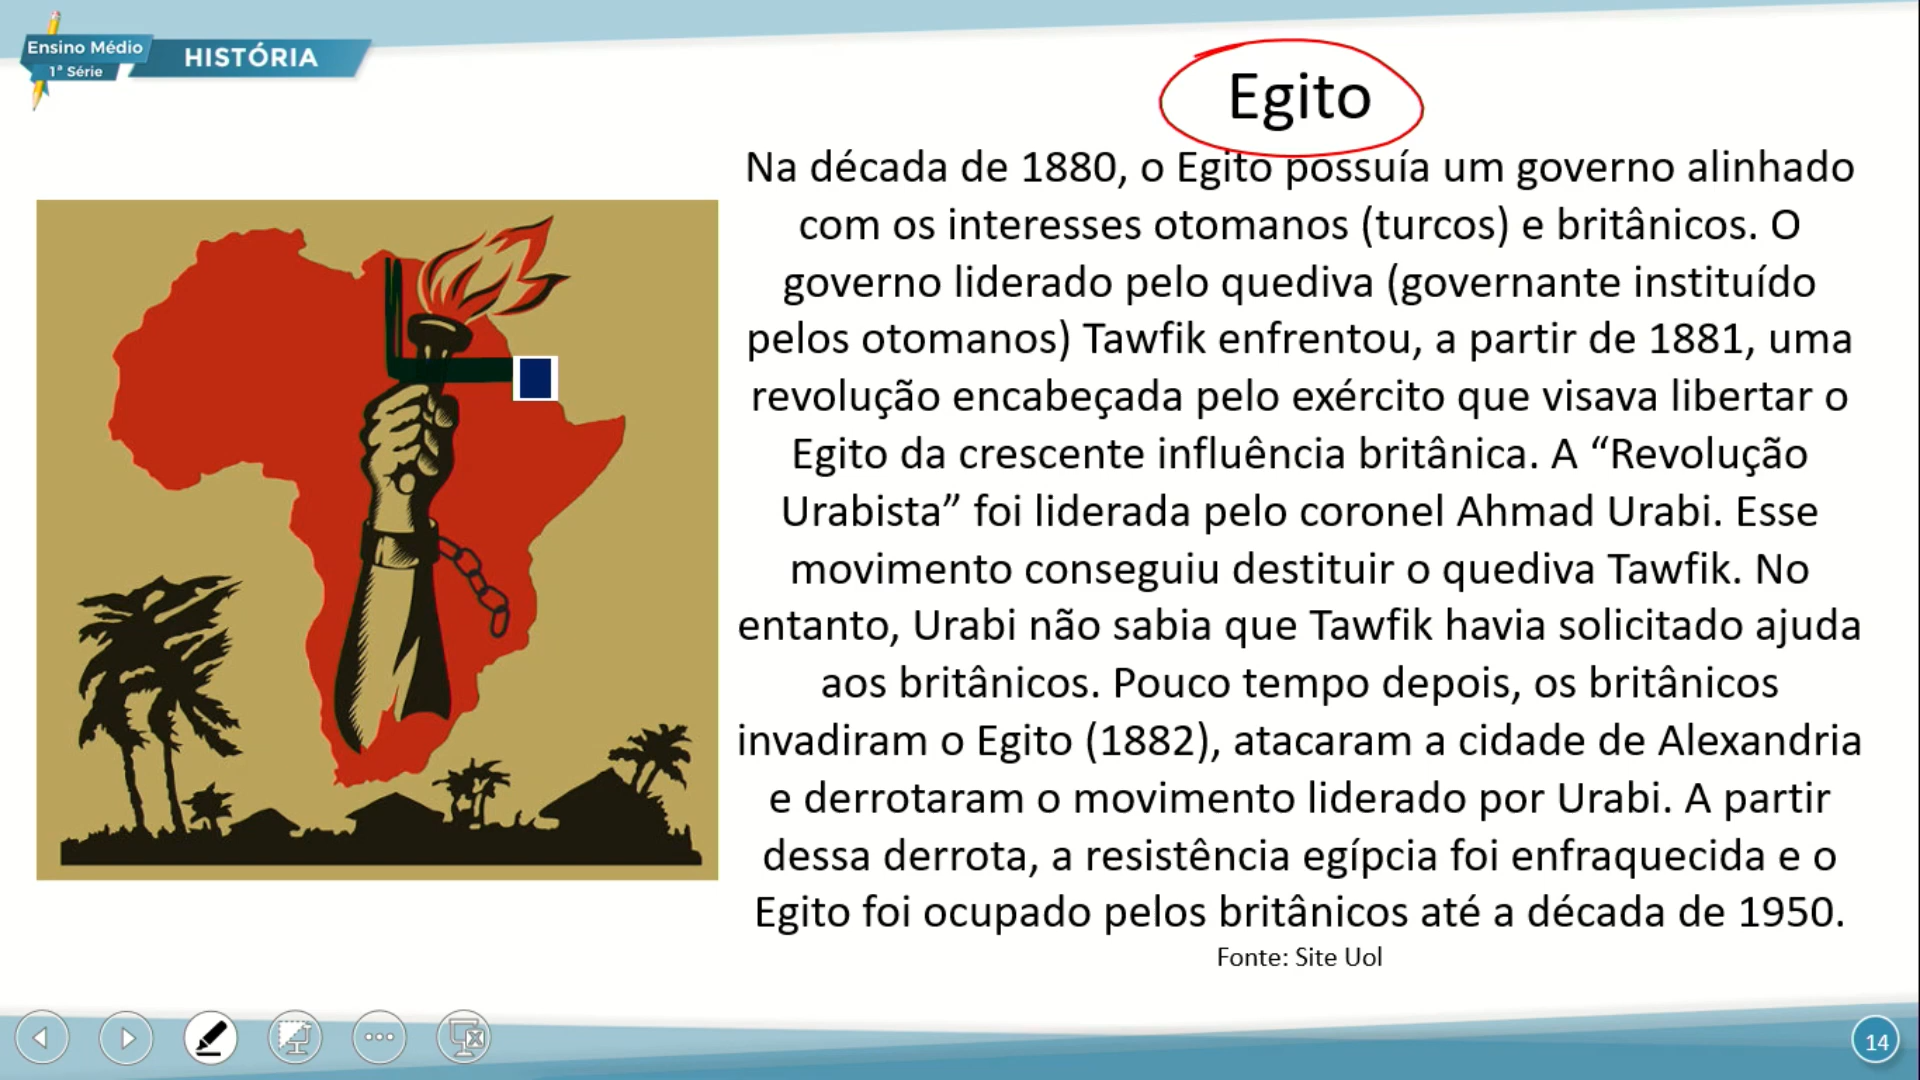 Ensino Médio
1ª Série
HISTÓRIA
Egito
Na década de 1880, o Egito possuía um governo alinhado
com os interesses otomanos (turcos) e britânicos. O
governo liderado pelo quediva (governante instituído
pelos otomanos) Tawfik enfrentou, a partir de 1881, uma
revolução encabeçada pelo exército que visava libertar o
Egito da crescente influência britânica. A “Revolução
Urabista” foi liderada pelo coronel Ahmad Urabi. Esse
movimento conseguiu destituir o quediva Tawfik. No
entanto, Urabi não sabia que Tawfik havia solicitado ajuda
aos britânicos. Pouco tempo depois, os britânicos
invadiram o Egito (1882), atacaram a cidade de Alexandria
e derrotaram o movimento liderado por Urabi. A partir
dessa derrota, a resistência egípcia foi enfraquecida e o
Egito foi ocupado pelos britânicos até a década de 1950.
Fonte: Site Uol
14